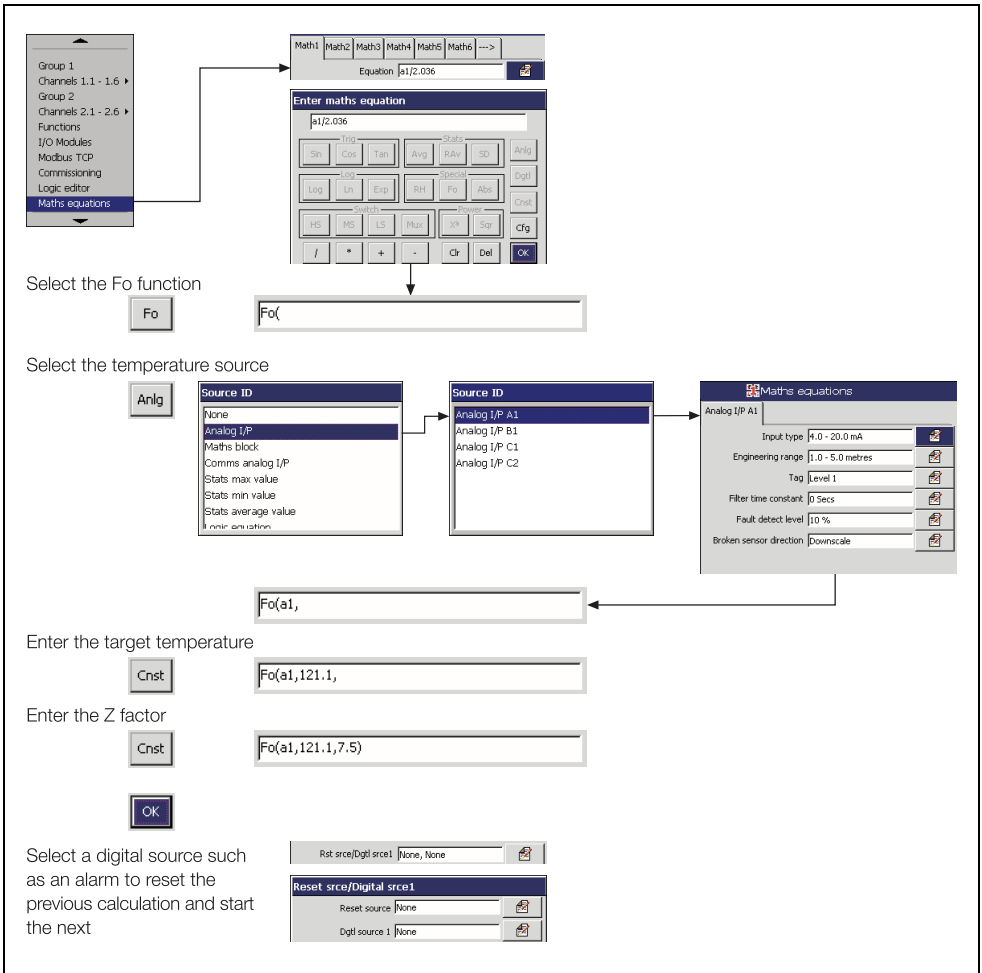 Group 1
Channels 1.1 - 1.6
Group 2
Channels 2.1 - 2.6
Functions
I/O Modules
Modbus TCP
Commissioning
Logic editor
Maths equations
Math1 Math2 Math3 Math4 Math5 Math6 --->
Equation a1/2.036
Enter maths equation
a1/2.036
Trig Stats
Sin Cos Tan Avg RAv SD Anlg
Log Special
Log Ln Exp RH Fo Abs Dgtl
Switch Power Cnst
HS MS LS Mux Sqr Cfg
/ * + - Clr Del OK
Select the Fo function
Fo Fo(
Select the temperature source
Anlg
Source ID
None
Analog I/P
Maths block
Comms analog I/P
Stats max value
Stats min value
Stats average value
Logic equation
Source ID
Analog I/P A1
Analog I/P B1
Analog I/P C1
Analog I/P C2
Maths equations
Analog I/P A1
Input type 4.0 - 20.0 mA
Engineering range 1.0 - 5.0 metres
Tag Level 1
Filter time constant 0 Secs
Fault detect level 10 %
Broken sensor direction Downscale
Fo(a1,
Enter the target temperature
Cnst Fo(a1,121.1,
Enter the Z factor
Cnst Fo(a1,121.1,7.5)
OK
Select a digital source such
as an alarm to reset the
previous calculation and start
the next
Rst srce/Dgtl srce1 None, None
Reset srce/Digital srce1
Reset source None
Dgtl source 1 None